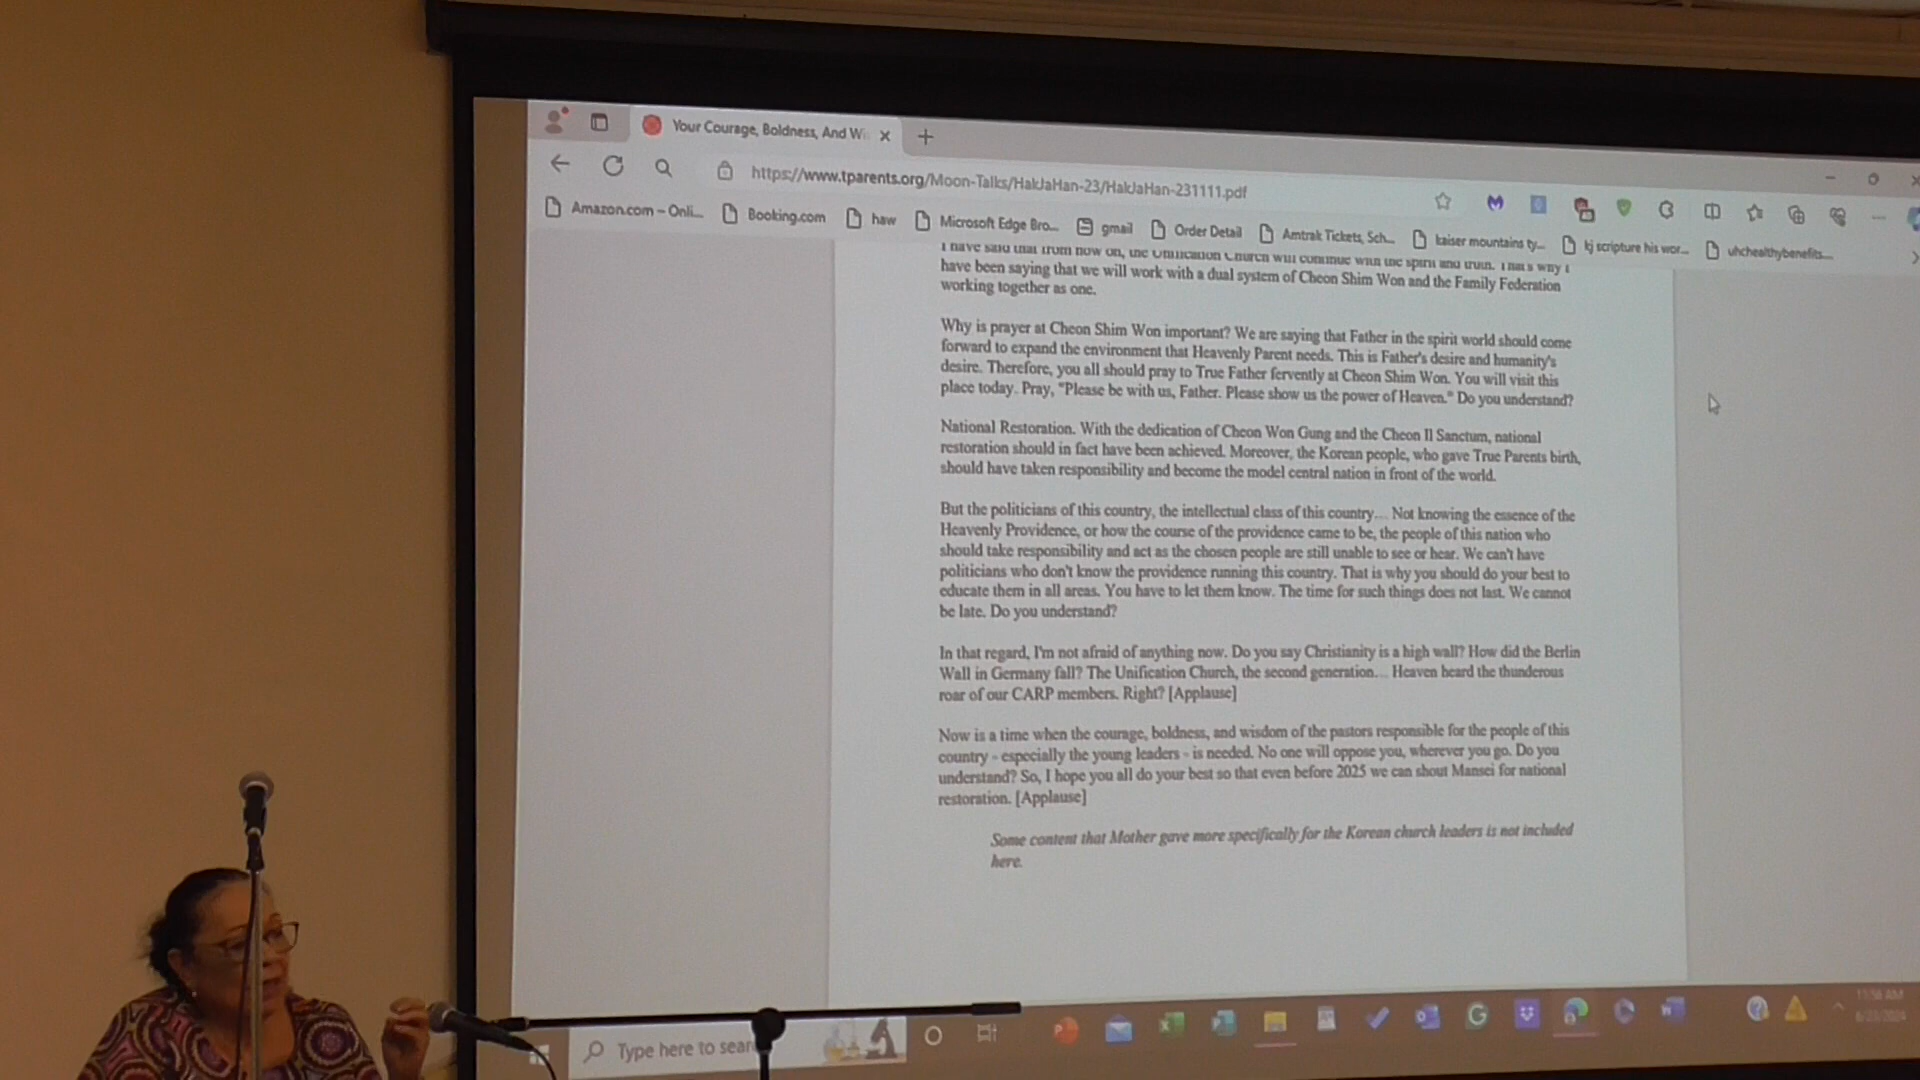 Your Courage, Boldness, And Wi
https://www.tparents.org/Moon-Talks/HakJaHan-23/HakJaHan-231111.pdf
Amazon.com – Onli... Booking.com haw Microsoft Edge Bro... gmail Order Detail Amtrak Tickets, Sch... kaiser mountains ty... kj scripture his wor... uhchealthybenefits....
I have said that from now on, the Unification Church will continue with the spirit and truth. That's why I
have been saying that we will work with a dual system of Cheon Shim Won and the Family Federation
working together as one.
Why is prayer at Cheon Shim Won important? We are saying that Father in the spirit world should come
forward to expand the environment that Heavenly Parent needs. This is Father's desire and humanity's
desire. Therefore, you all should pray to True Father fervently at Cheon Shim Won. You will visit this
place today. Pray, "Please be with us, Father. Please show us the power of Heaven." Do you understand?
National Restoration. With the dedication of Cheon Won Gung and the Cheon Il Sanctum, national
restoration should in fact have been achieved. Moreover, the Korean people, who gave True Parents birth,
should have taken responsibility and become the model central nation in front of the world.
But the politicians of this country, the intellectual class of this country... Not knowing the essence of the
Heavenly Providence, or how the course of the providence came to be, the people of this nation who
should take responsibility and act as the chosen people are still unable to see or hear. We can't have
politicians who don't know the providence running this country. That is why you should do your best to
educate them in all areas. You have to let them know. The time for such things does not last. We cannot
be late. Do you understand?
In that regard, I'm not afraid of anything now. Do you say Christianity is a high wall? How did the Berlin
Wall in Germany fall? The Unification Church, the second generation... Heaven heard the thunderous
roar of our CARP members. Right? [Applause]
Now is a time when the courage, boldness, and wisdom of the pastors responsible for the people of this
country - especially the young leaders - is needed. No one will oppose you, wherever you go. Do you
understand? So, I hope you all do your best so that even before 2025 we can shout Mansei for national
restoration. [Applause]
Some content that Mother gave more specifically for the Korean church leaders is not included
here.
Type here to sear